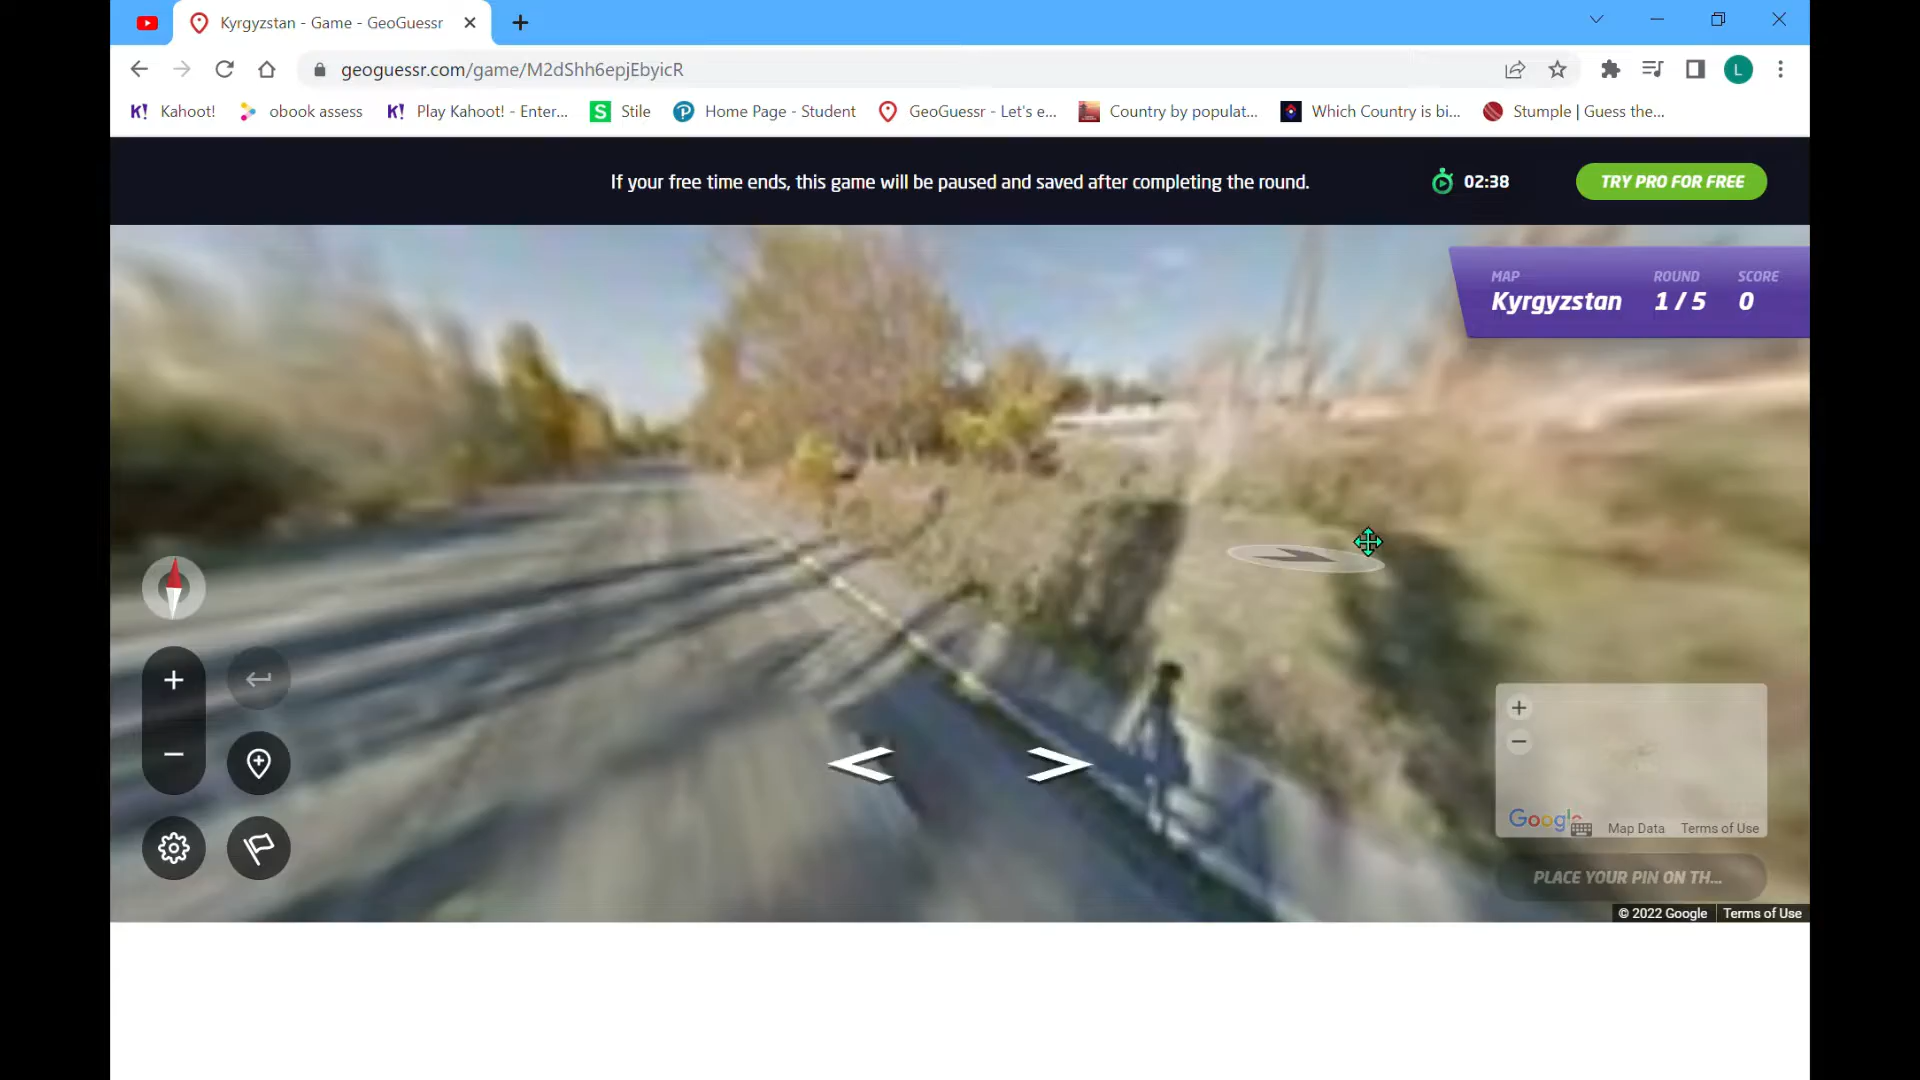 Kyrgyzstan - Game - GeoGuessr
geoguessr.com/game/M2dShh6epjEbyicR
L
K! Kahoot!
obook assess
K! Play Kahoot! - Enter...
S Stile
Home Page - Student
GeoGuessr - Let's e...
Country by populat...
Which Country is bi...
Stumple | Guess the...
If your free time ends, this game will be paused and saved after completing the round.
02:38
TRY PRO FOR FREE
MAP ROUND SCORE
Kyrgyzstan 1 / 5 0
Google
Map Data
Terms of Use
PLACE YOUR PIN ON TH...
© 2022 Google
Terms of Use